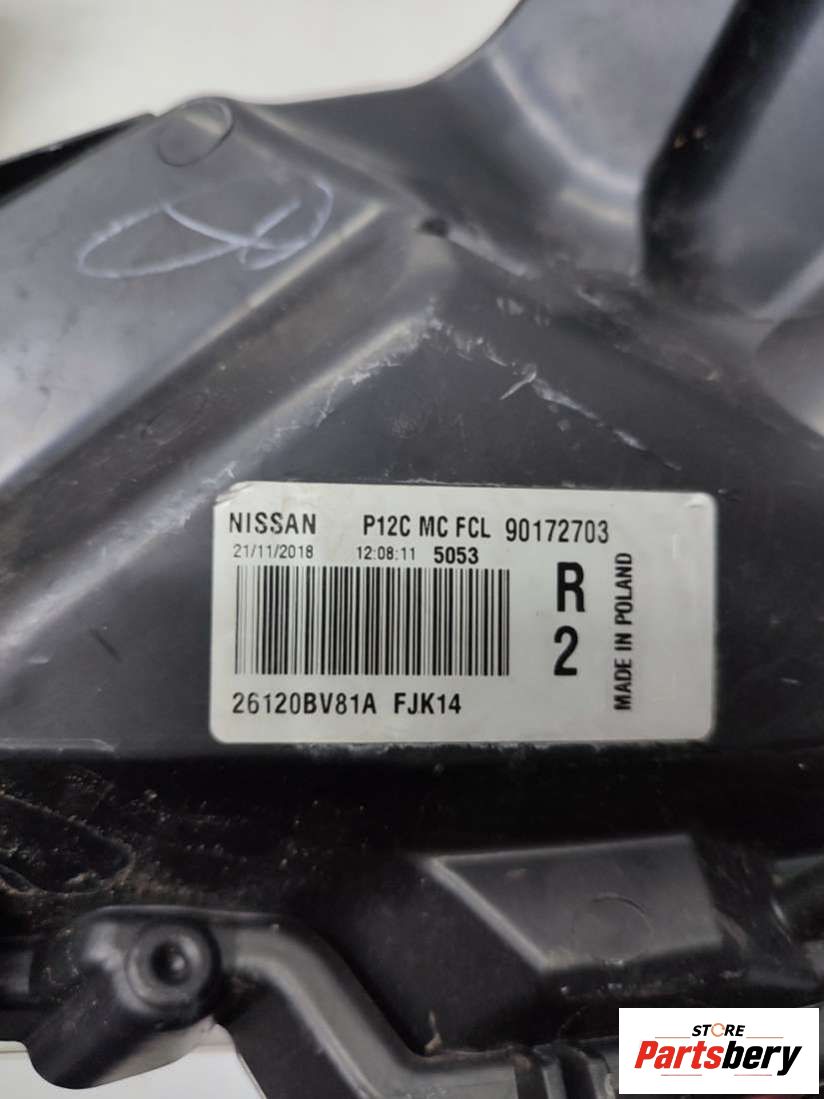 NISSAN P12C MC FCL 90172703
21/11/2018 12:08:11 5053
R
2
MADE IN POLAND
26120BV81A FJK14
STORE
Partsbery